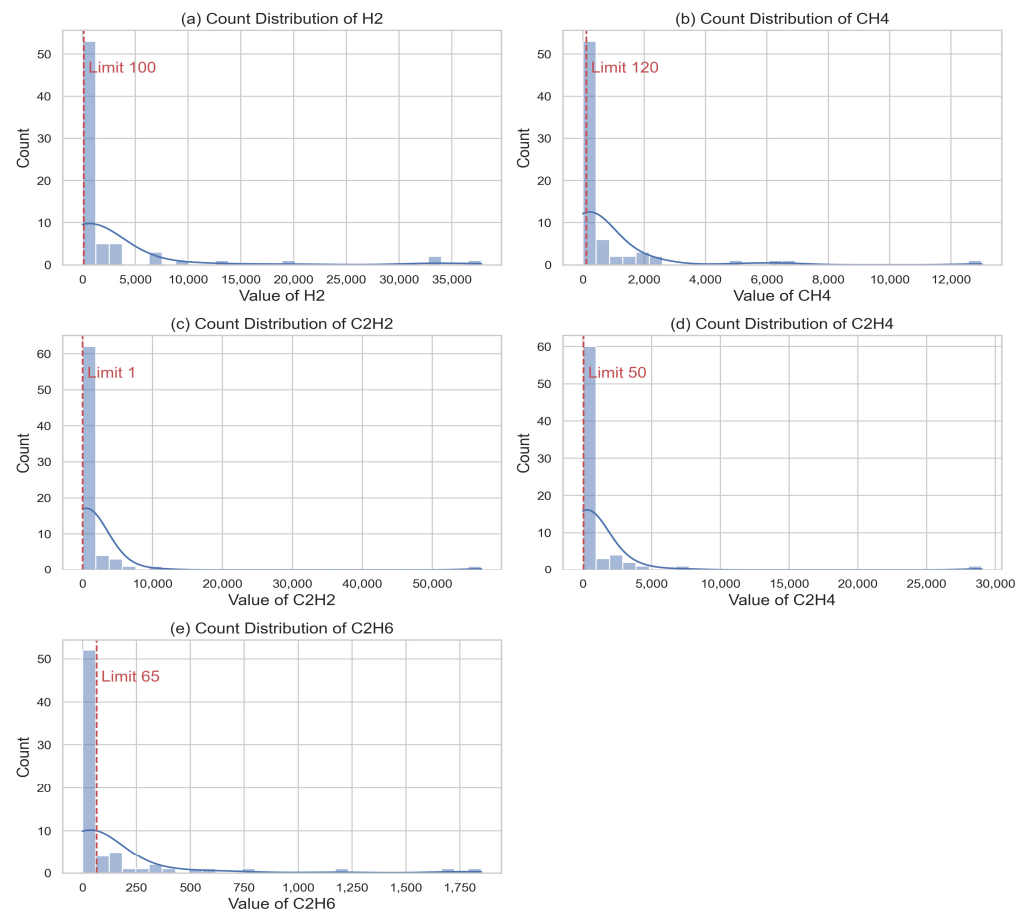 (a) Count Distribution of H2
50
40
30
20
10
0
Count
Limit 100
0 5,000 10,000 15,000 20,000 25,000 30,000 35,000
Value of H2
(b) Count Distribution of CH4
50
40
30
20
10
0
Count
Limit 120
0 2,000 4,000 6,000 8,000 10,000 12,000
Value of CH4
(c) Count Distribution of C2H2
60
50
40
30
20
10
0
Count
Limit 1
0 10,000 20,000 30,000 40,000 50,000
Value of C2H2
(d) Count Distribution of C2H4
60
50
40
30
20
10
0
Count
Limit 50
0 5,000 10,000 15,000 20,000 25,000 30,000
Value of C2H4
(e) Count Distribution of C2H6
50
40
30
20
10
0
Count
Limit 65
0 250 500 750 1,000 1,250 1,500 1,750
Value of C2H6